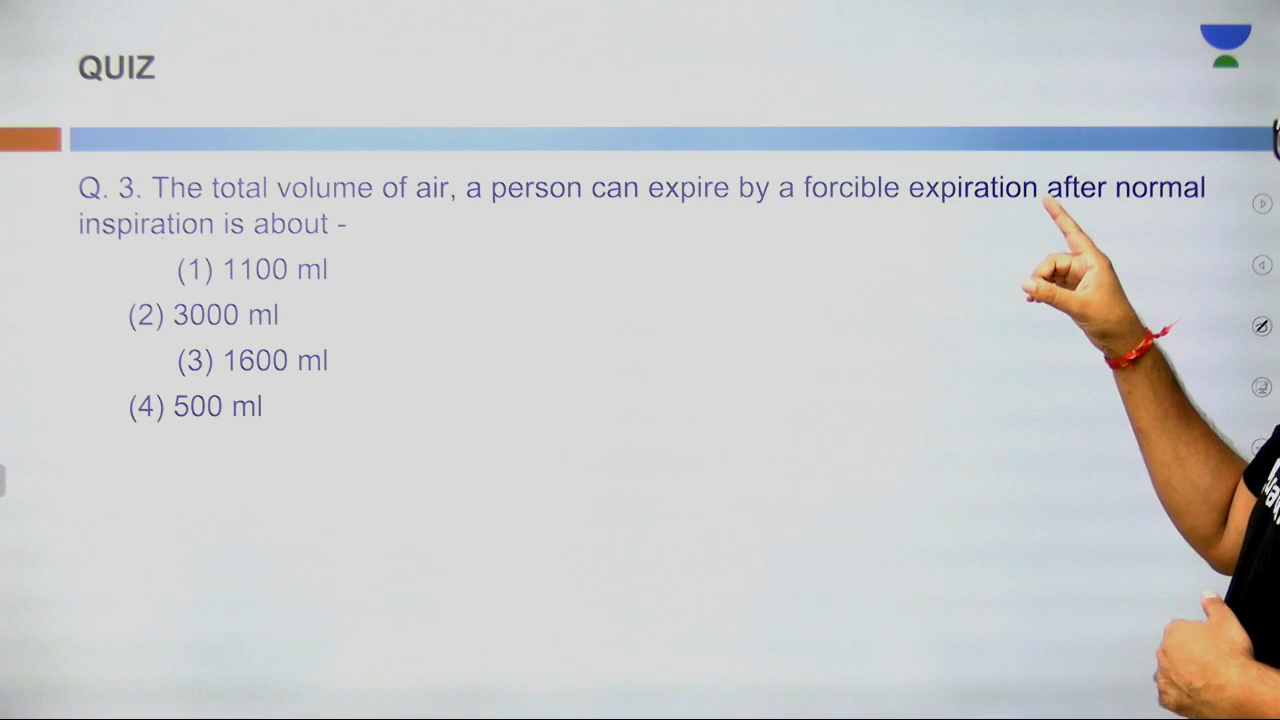 QUIZ
Q. 3. The total volume of air, a person can expire by a forcible expiration after normal
inspiration is about -
(1) 1100 ml
(2) 3000 ml
(3) 1600 ml
(4) 500 ml